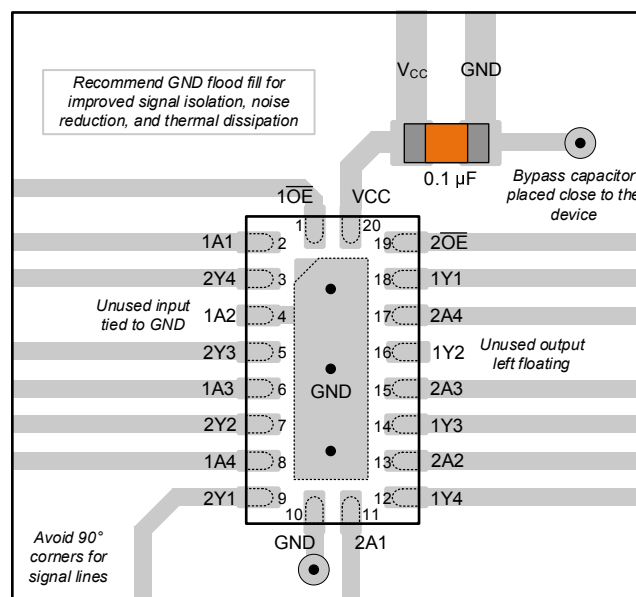 Recommend GND flood fill for
improved signal isolation, noise
reduction, and thermal dissipation
V_CC GND
0.1 µF
Bypass capacitor
placed close to the
device
1O̅E̅ VCC
1 20
1A1 2 19 2O̅E̅
2Y4 3 18 1Y1
Unused input
tied to GND
1A2 4 17 2A4
2Y3 5 16 1Y2
Unused output
left floating
1A3 6 GND 15 2A3
2Y2 7 14 1Y3
1A4 8 13 2A2
2Y1 9 12 1Y4
10 11
GND 2A1
Avoid 90°
corners for
signal lines